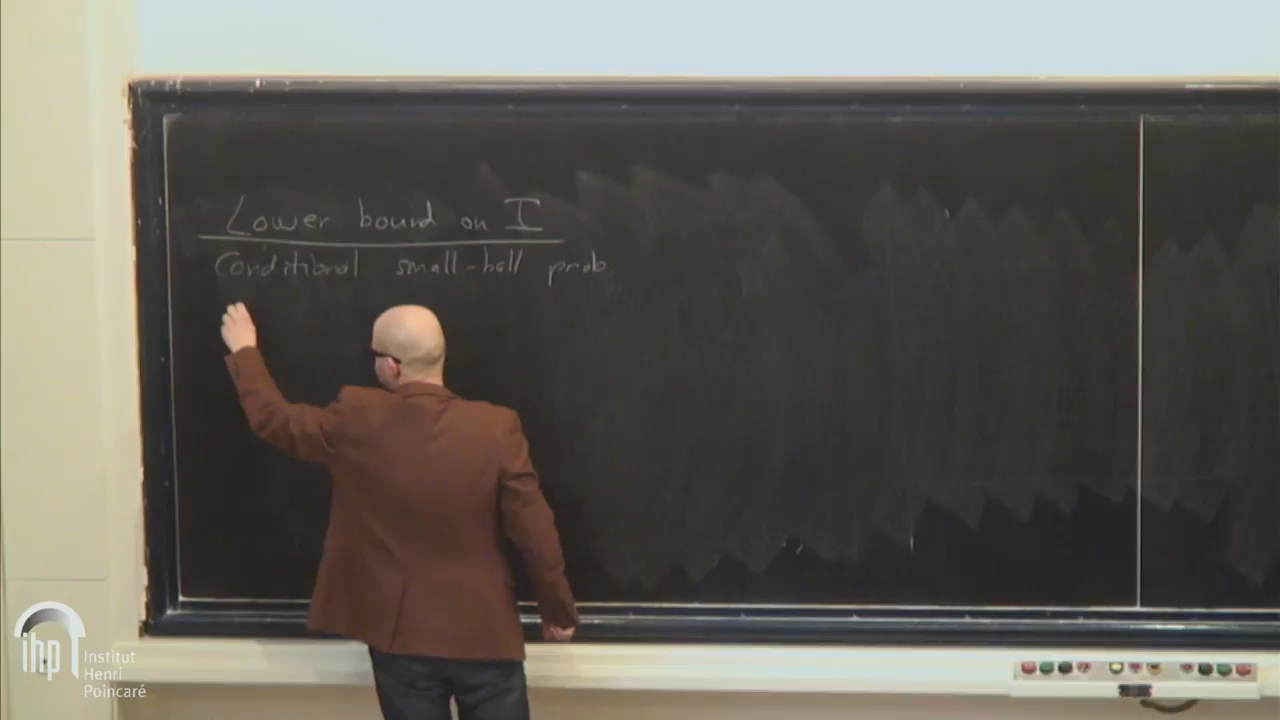 Lower bound on I
Conditional small-ball prob.
ihp
Institut
Henri
Poincaré